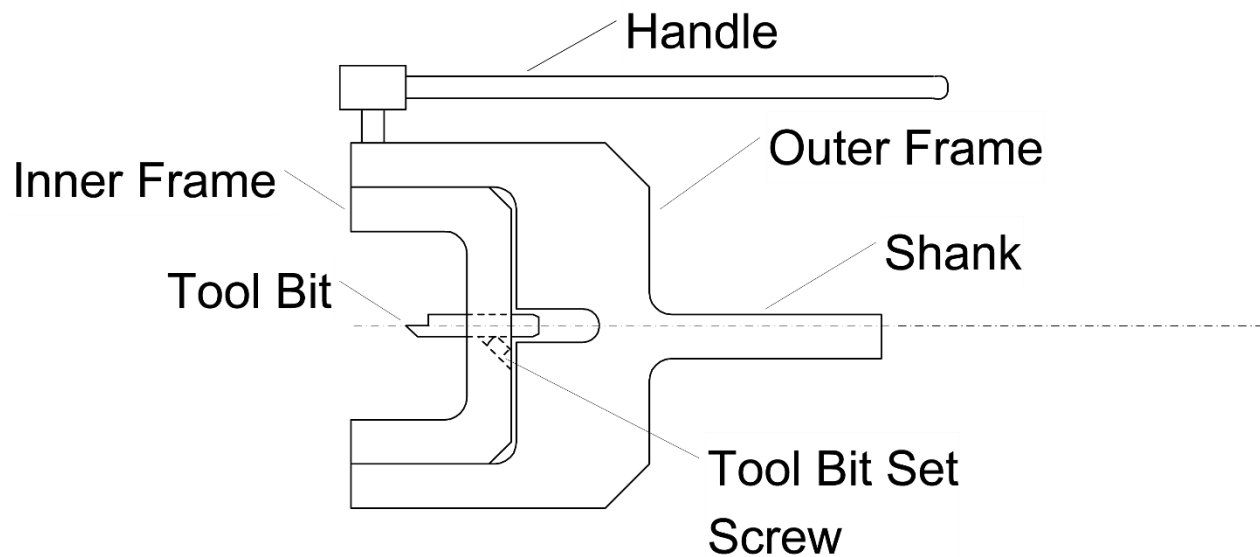 Handle
Outer Frame
Inner Frame
Shank
Tool Bit
Tool Bit Set
Screw